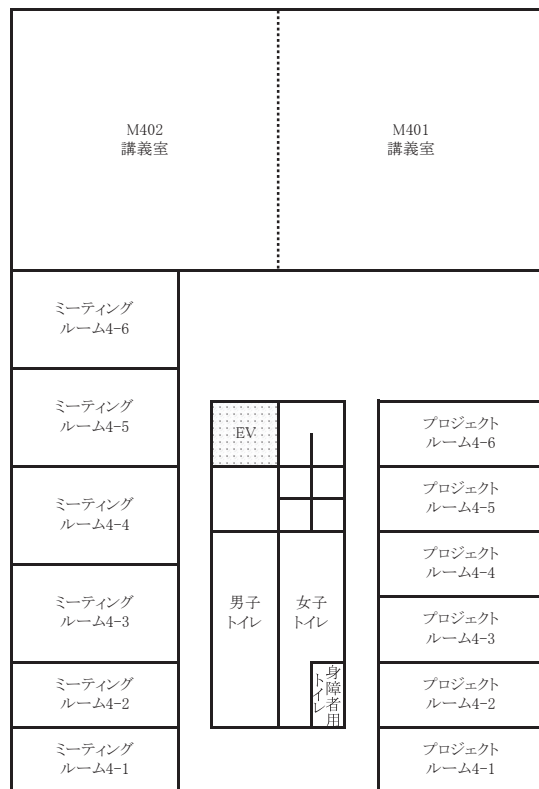 M402
講義室
M401
講義室
ミーティング
ルーム4-6
ミーティング
ルーム4-5
EV
プロジェクト
ルーム4-6
ミーティング
ルーム4-4
プロジェクト
ルーム4-5
プロジェクト
ルーム4-4
ミーティング
ルーム4-3
男子
トイレ
女子
トイレ
プロジェクト
ルーム4-3
ミーティング
ルーム4-2
身障者用
トイレ
プロジェクト
ルーム4-2
ミーティング
ルーム4-1
プロジェクト
ルーム4-1